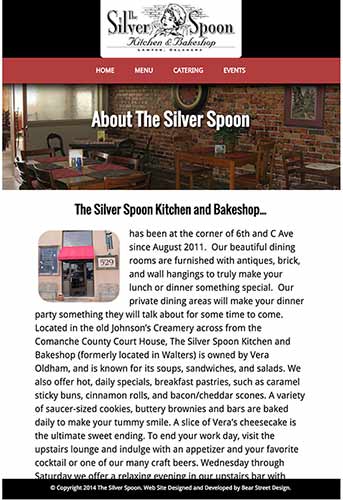 The
Silver Spoon
Kitchen & Bakeshop
LAWTON, OKLAHOMA
HOME MENU CATERING EVENTS
About The Silver Spoon
The Silver Spoon Kitchen and Bakeshop...
529
has been at the corner of 6th and C Ave
since August 2011. Our beautiful dining
rooms are furnished with antiques, brick,
and wall hangings to truly make your
lunch or dinner something special. Our
private dining areas will make your dinner
party something they will talk about for some time to come.
Located in the old Johnson's Creamery across from the
Comanche County Court House, The Silver Spoon Kitchen and
Bakeshop (formerly located in Walters) is owned by Vera
Oldham, and is known for its soups, sandwiches, and salads. We
also offer hot, daily specials, breakfast pastries, such as caramel
sticky buns, cinnamon rolls, and bacon/cheddar scones. A variety
of saucer-sized cookies, buttery brownies and bars are baked
daily to make your tummy smile. A slice of Vera's cheesecake is
the ultimate sweet ending. To end your work day, visit the
upstairs lounge and indulge with an appetizer and your favorite
cocktail or one of our many craft beers. Wednesday through
Saturday we offer a relaxing evening in our upstairs bar with
© Copyright 2014 The Silver Spoon. Web Site Designed and Developed by Bear Street Design.